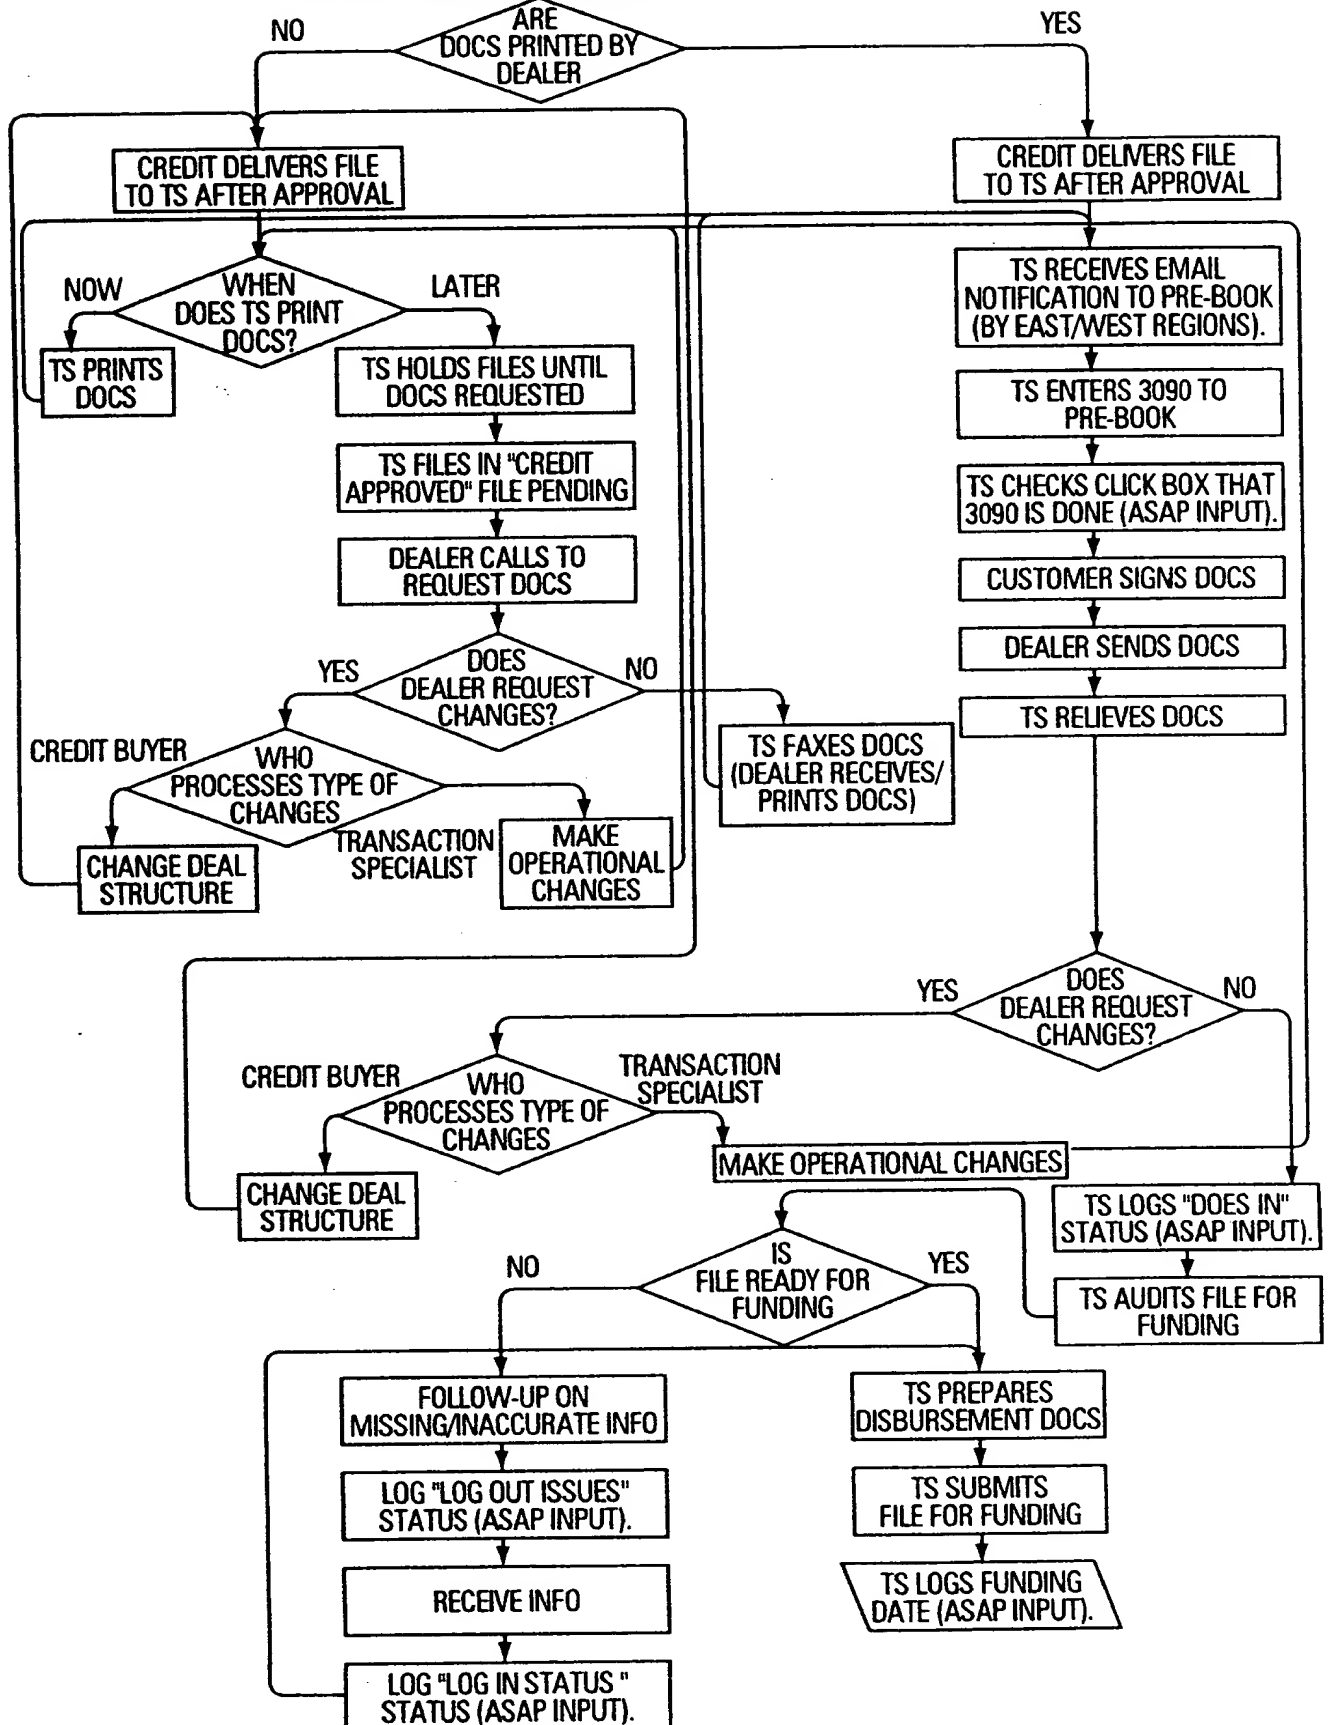 ARE
DOCS PRINTED BY
DEALER
NO
YES
CREDIT DELIVERS FILE
TO TS AFTER APPROVAL
CREDIT DELIVERS FILE
TO TS AFTER APPROVAL
NOW
WHEN
DOES TS PRINT
DOCS?
LATER
TS PRINTS
DOCS
TS HOLDS FILES UNTIL
DOCS REQUESTED
TS FILES IN "CREDIT
APPROVED" FILE PENDING
DEALER CALLS TO
REQUEST DOCS
YES
DOES
DEALER REQUEST
CHANGES?
NO
CREDIT BUYER
WHO
PROCESSES TYPE OF
CHANGES
TRANSACTION
SPECIALIST
CHANGE DEAL
STRUCTURE
MAKE
OPERATIONAL
CHANGES
TS FAXES DOCS
(DEALER RECEIVES/
PRINTS DOCS)
TS RECEIVES EMAIL
NOTIFICATION TO PRE-BOOK
(BY EAST/WEST REGIONS).
TS ENTERS 3090 TO
PRE-BOOK
TS CHECKS CLICK BOX THAT
3090 IS DONE (ASAP INPUT).
CUSTOMER SIGNS DOCS
DEALER SENDS DOCS
TS RELIEVES DOCS
YES
DOES
DEALER REQUEST
CHANGES?
NO
CREDIT BUYER
WHO
PROCESSES TYPE OF
CHANGES
TRANSACTION
SPECIALIST
CHANGE DEAL
STRUCTURE
MAKE OPERATIONAL CHANGES
TS LOGS "DOES IN"
STATUS (ASAP INPUT).
TS AUDITS FILE FOR
FUNDING
NO
IS
FILE READY FOR
FUNDING
YES
FOLLOW-UP ON
MISSING/INACCURATE INFO
LOG "LOG OUT ISSUES"
STATUS (ASAP INPUT).
RECEIVE INFO
LOG "LOG IN STATUS "
STATUS (ASAP INPUT).
TS PREPARES
DISBURSEMENT DOCS
TS SUBMITS
FILE FOR FUNDING
TS LOGS FUNDING
DATE (ASAP INPUT).